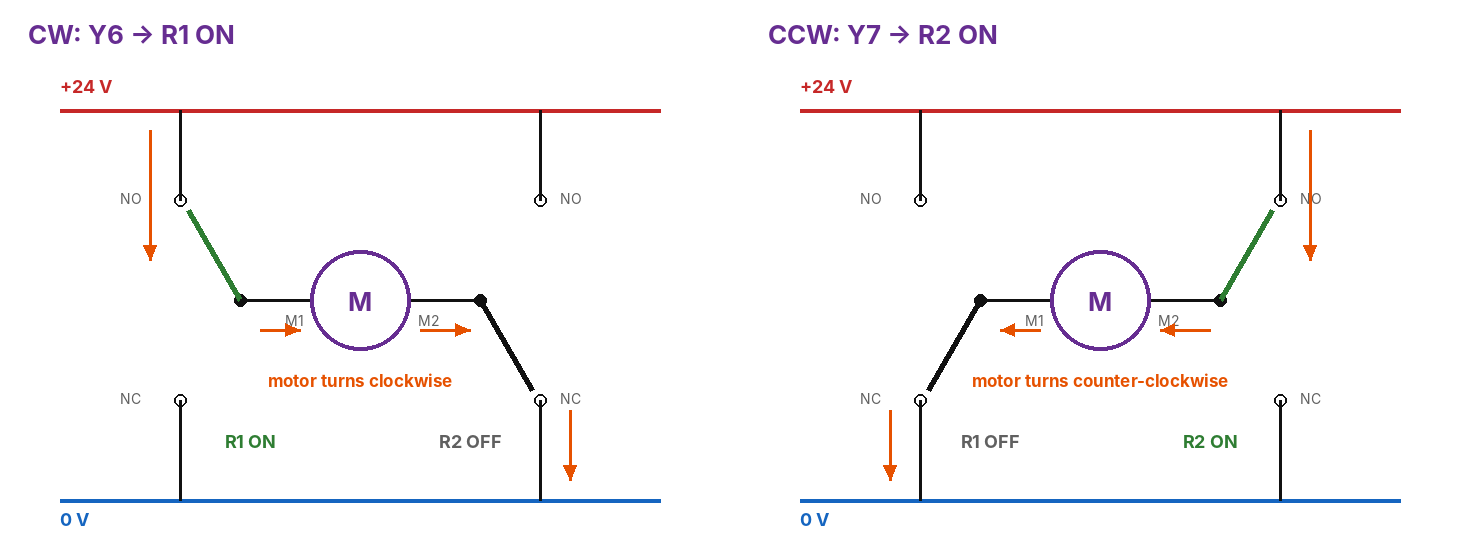 CW: Y6 → R1 ON
+24 V
NO
NO
M
M1
M2
motor turns clockwise
NC
NC
R1 ON
R2 OFF
0 V
CCW: Y7 → R2 ON
+24 V
NO
NO
M
M1
M2
motor turns counter-clockwise
NC
NC
R1 OFF
R2 ON
0 V